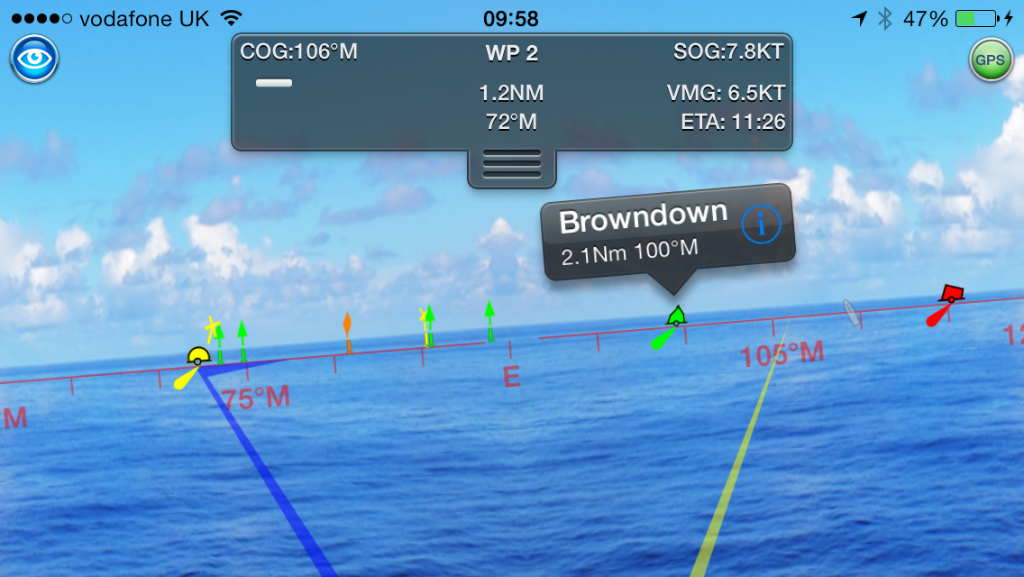 vodafone UK
09:58
47%
COG:106°M
WP 2
SOG:7.8KT
1.2NM
VMG: 6.5KT
72°M
ETA: 11:26
GPS
Browndown
2.1Nm 100°M
i
M
75°M
E
105°M